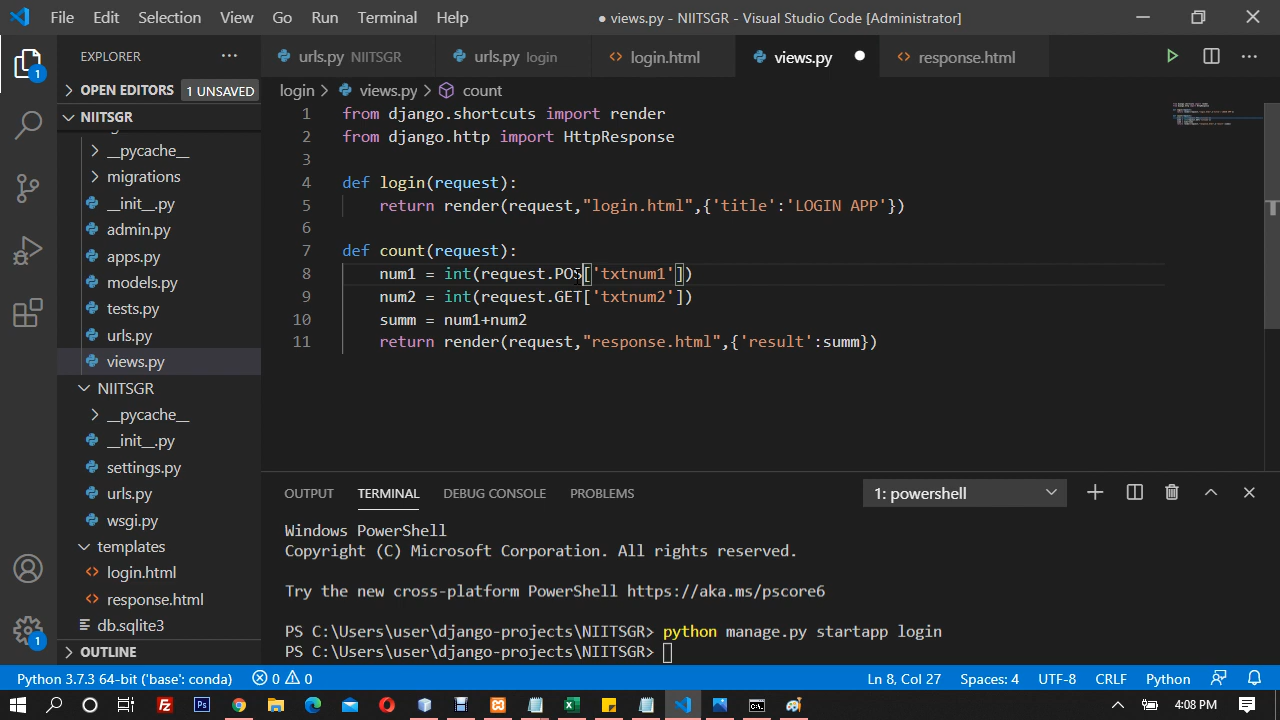 File Edit Selection View Go Run Terminal Help
● views.py - NIITSGR - Visual Studio Code [Administrator]
1
EXPLORER
OPEN EDITORS 1 UNSAVED
NIITSGR
__pycache__
migrations
__init__.py
admin.py
apps.py
models.py
tests.py
urls.py
views.py
NIITSGR
__pycache__
__init__.py
settings.py
urls.py
wsgi.py
templates
login.html
response.html
db.sqlite3
OUTLINE
1
urls.py NIITSGR urls.py login login.html views.py response.html
login > views.py > count
1 from django.shortcuts import render
2 from django.http import HttpResponse
3
4 def login(request):
5 return render(request,"login.html",{'title':'LOGIN APP'})
6
7 def count(request):
8 num1 = int(request.POS['txtnum1'])
9 num2 = int(request.GET['txtnum2'])
10 summ = num1+num2
11 return render(request,"response.html",{'result':summ})
OUTPUT TERMINAL DEBUG CONSOLE PROBLEMS 1: powershell
Windows PowerShell
Copyright (C) Microsoft Corporation. All rights reserved.
Try the new cross-platform PowerShell https://aka.ms/pscore6
PS C:\Users\user\django-projects\NIITSGR> python manage.py startapp login
PS C:\Users\user\django-projects\NIITSGR>
Python 3.7.3 64-bit ('base': conda) 0 0 Ln 8, Col 27 Spaces: 4 UTF-8 CRLF Python
Fz Ps 4:08 PM